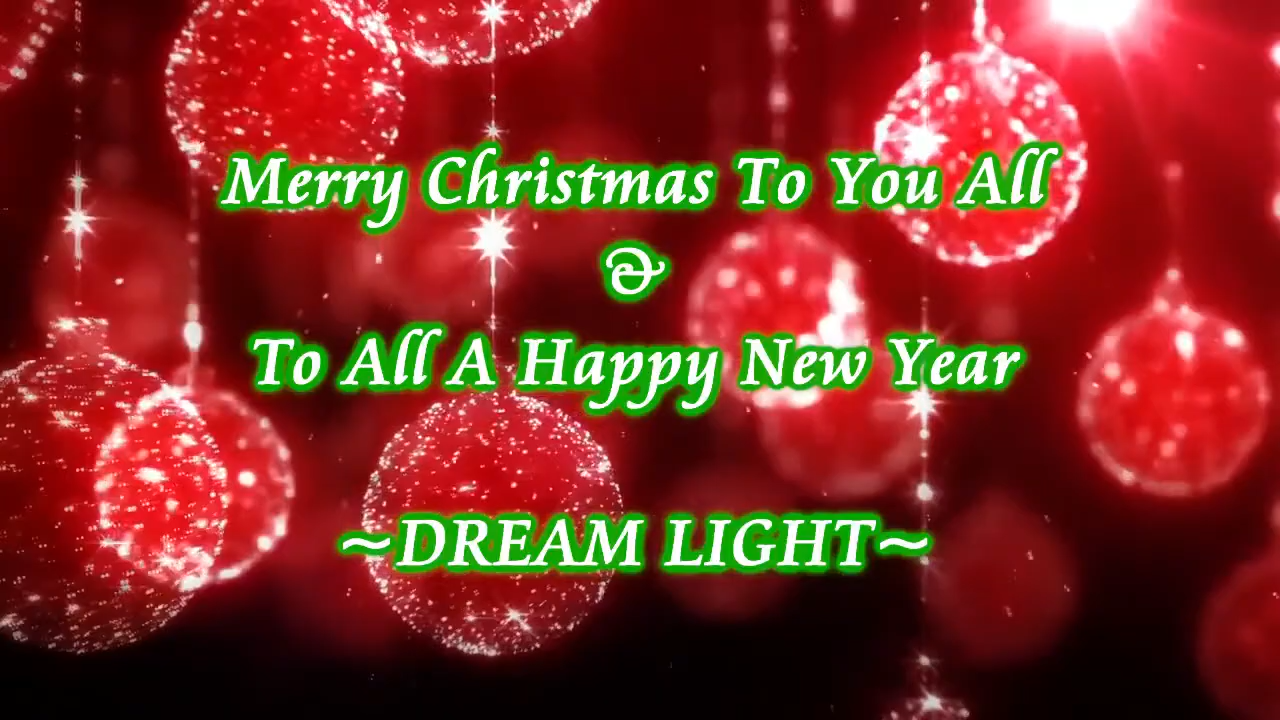 Merry Christmas To You All
&
To All A Happy New Year
~DREAM LIGHT~